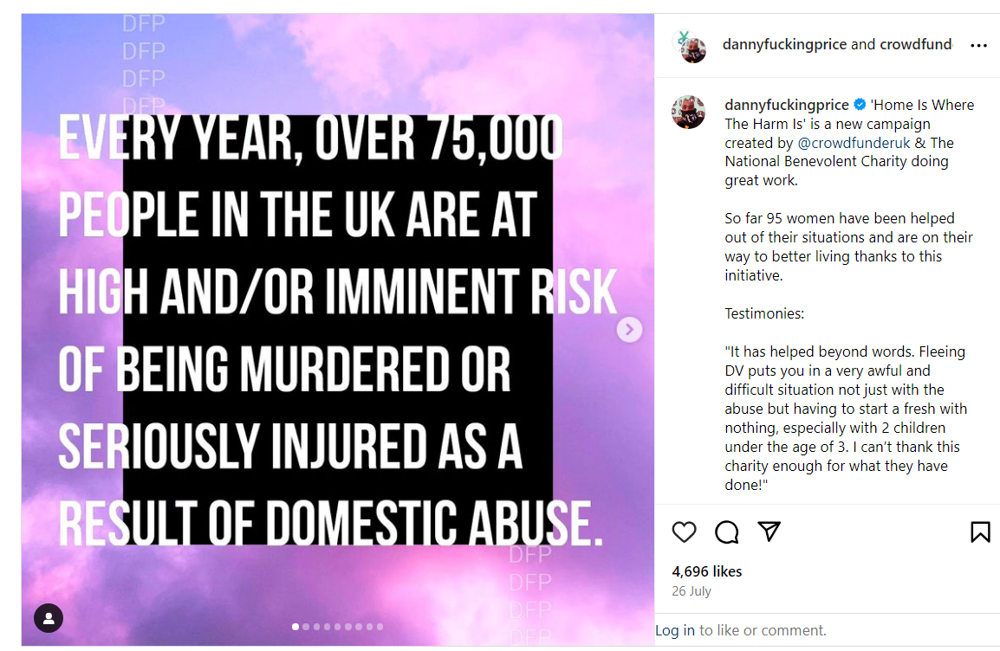 DFP
DFP
DFP
DFP
EVERY YEAR, OVER 75,000
PEOPLE IN THE UK ARE AT
HIGH AND/OR IMMINENT RISK
OF BEING MURDERED OR
SERIOUSLY INJURED AS A
RESULT OF DOMESTIC ABUSE.
DFP
DFP
DFP
DFP
dannyfuckingprice and crowdfund
dannyfuckingprice 'Home Is Where
The Harm Is' is a new campaign
created by @crowdfunderuk & The
National Benevolent Charity doing
great work.
So far 95 women have been helped
out of their situations and are on their
way to better living thanks to this
initiative.
Testimonies:
"It has helped beyond words. Fleeing
DV puts you in a very awful and
difficult situation not just with the
abuse but having to start a fresh with
nothing, especially with 2 children
under the age of 3. I can’t thank this
charity enough for what they have
done!"
4,696 likes
26 July
Log in to like or comment.